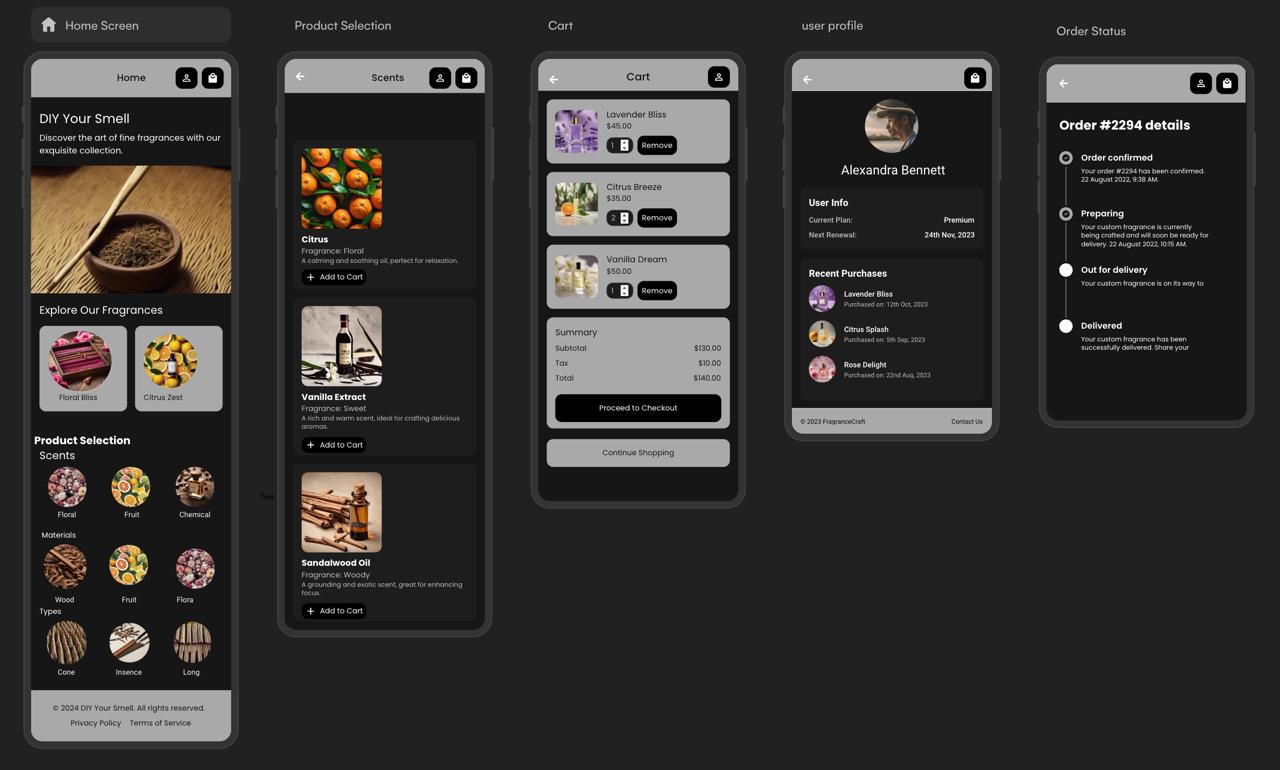 Home Screen
Home
DIY Your Smell
Discover the art of fine fragrances with our
exquisite collection.
Explore Our Fragrances
Floral Bliss
Citrus Zest
Product Selection
Scents
Floral
Fruit
Chemical
Materials
Wood
Fruit
Flora
Types
Cone
Insence
Long
© 2024 DIY Your Smell. All rights reserved.
Privacy Policy Terms of Service
Text
Product Selection
Scents
Citrus
Fragrance: Floral
A calming and soothing oil, perfect for relaxation.
+ Add to Cart
Vanilla Extract
Fragrance: Sweet
A rich and warm scent, ideal for crafting delicious
aromas.
+ Add to Cart
Sandalwood Oil
Fragrance: Woody
A grounding and exotic scent, great for enhancing
focus.
+ Add to Cart
Cart
Cart
Lavender Bliss
$45.00
1 Remove
Citrus Breeze
$35.00
2 Remove
Vanilla Dream
$50.00
1 Remove
Summary
Subtotal $130.00
Tax $10.00
Total $140.00
Proceed to Checkout
Continue Shopping
user profile
Alexandra Bennett
User Info
Current Plan: Premium
Next Renewal: 24th Nov, 2023
Recent Purchases
Lavender Bliss
Purchased on: 12th Oct, 2023
Citrus Splash
Purchased on: 5th Sep, 2023
Rose Delight
Purchased on: 22nd Aug, 2023
© 2023 FragranceCraft Contact Us
Order Status
Order #2294 details
Order confirmed
Your order #2294 has been confirmed.
22 August 2022, 9:38 AM.
Preparing
Your custom fragrance is currently
being crafted and will soon be ready for
delivery. 22 August 2022, 10:15 AM.
Out for delivery
Your custom fragrance is on its way to
Delivered
Your custom fragrance has been
successfully delivered. Share your